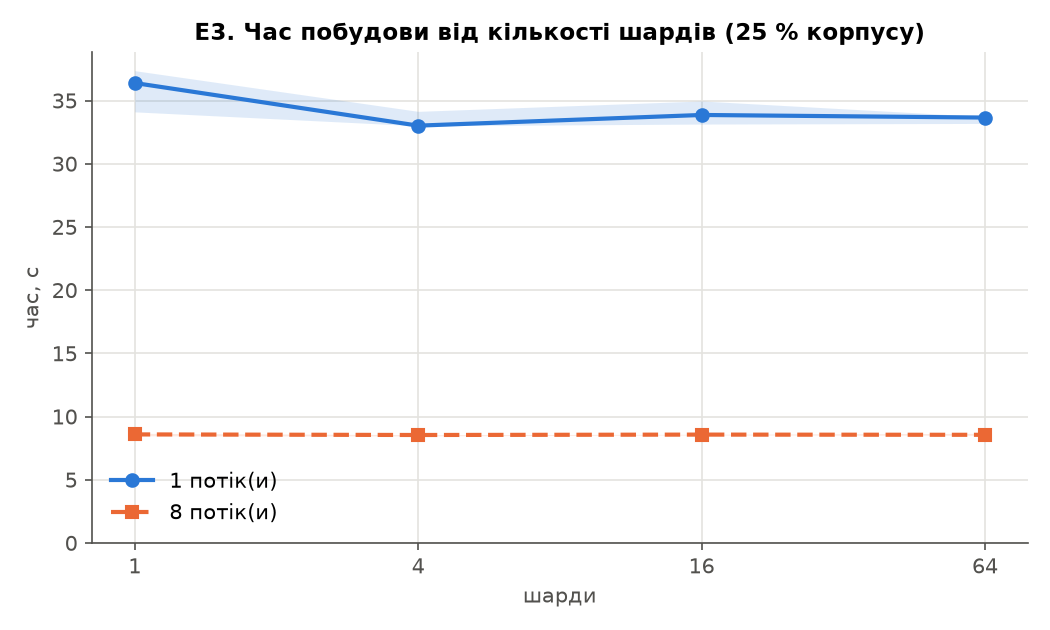 E3. Час побудови від кількості шардів (25 % корпусу)
час, с
35
30
25
20
15
10
5
0
1 потік(и)
8 потік(и)
1 4 16 64
шарди